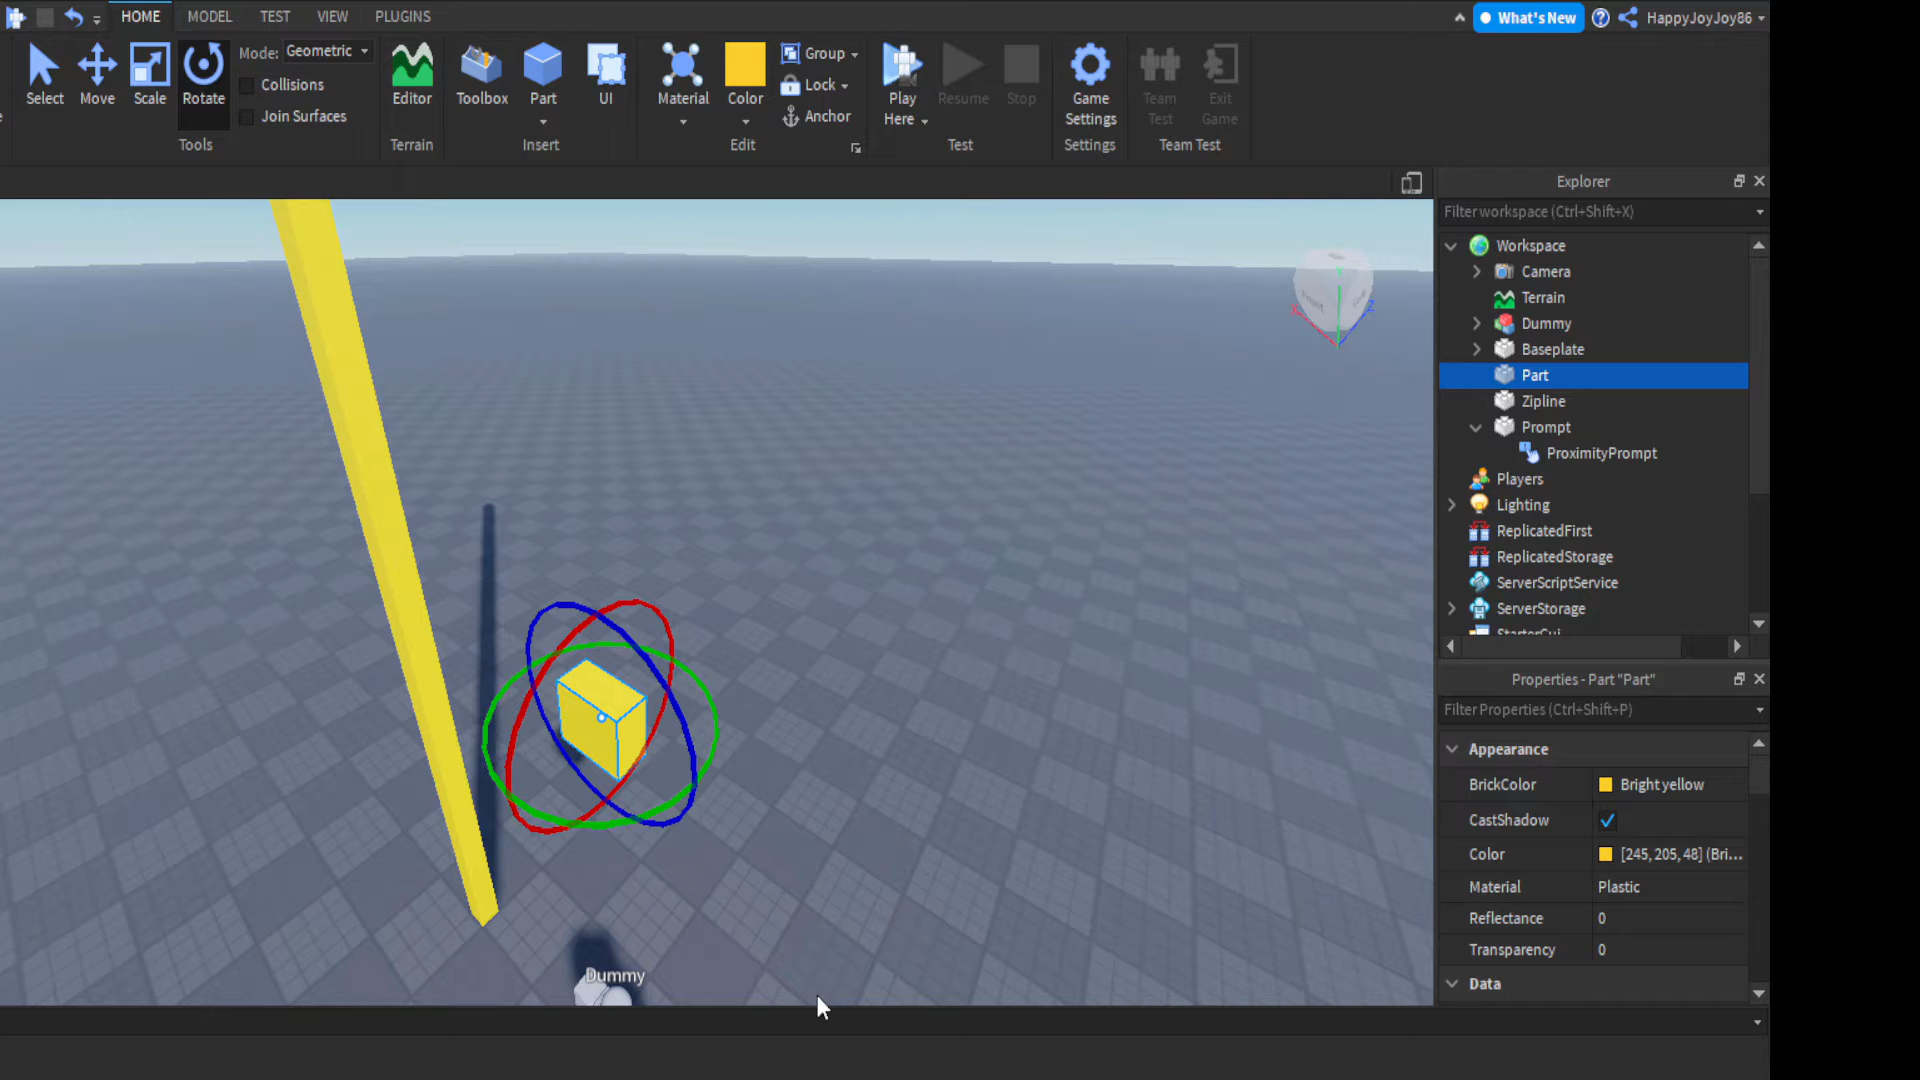 HOME MODEL TEST VIEW PLUGINS What's New HappyJoyJoy86
Select Move Scale Rotate Mode: Geometric Collisions Join Surfaces Tools
Editor Terrain
Toolbox Part UI Insert
Material Color Group Lock Anchor Edit
Play Here Resume Stop Test
Game Settings Settings
Team Test Exit Game Team Test
Explorer
Filter workspace (Ctrl+Shift+X)
Workspace
Camera
Terrain
Dummy
Baseplate
Part
Zipline
Prompt
ProximityPrompt
Players
Lighting
ReplicatedFirst
ReplicatedStorage
ServerScriptService
ServerStorage
StarterGui
Properties - Part "Part"
Filter Properties (Ctrl+Shift+P)
Appearance
BrickColor Bright yellow
CastShadow
Color [245, 205, 48] (Bri...
Material Plastic
Reflectance 0
Transparency 0
Data
X
Y
Z
Dummy